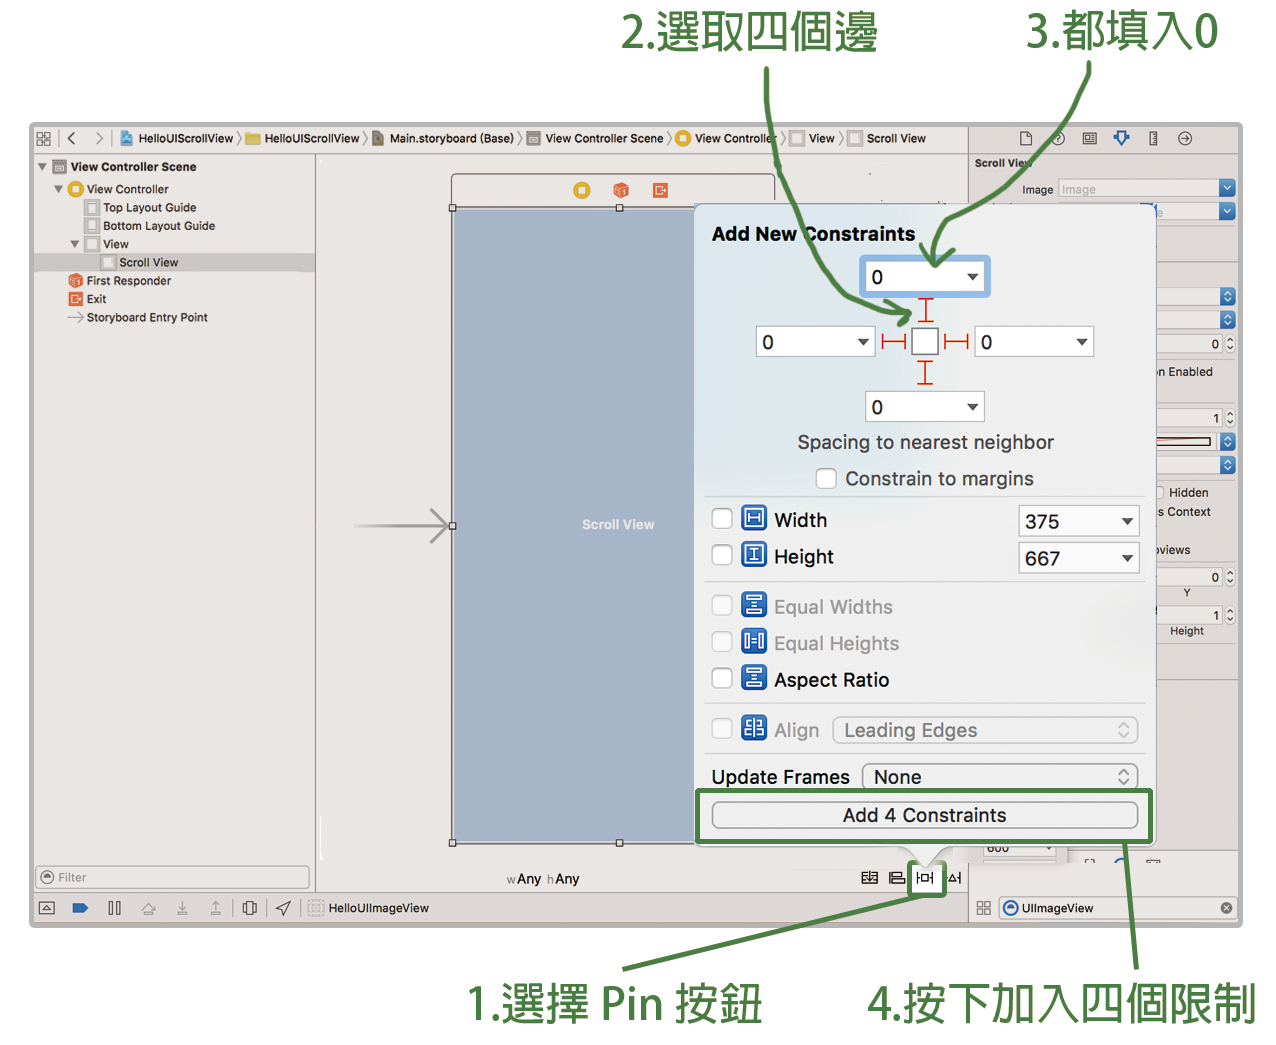 2.選取四個邊
3.都填入0
HelloUIScrollView
HelloUIScrollView
Main.storyboard (Base)
View Controller Scene
View Controller
View
Scroll View
View Controller Scene
View Controller
Top Layout Guide
Bottom Layout Guide
View
Scroll View
First Responder
Exit
Storyboard Entry Point
Filter
Scroll View
wAny hAny
Scroll View
Image
Image
0
on Enabled
1
Hidden
s Context
views
0
Y
1
Height
Add New Constraints
0
0
0
0
Spacing to nearest neighbor
Constrain to margins
Width
375
Height
667
Equal Widths
Equal Heights
Aspect Ratio
Align
Leading Edges
Update Frames
None
Add 4 Constraints
600
HelloUIImageView
UIImageView
1.選擇 Pin 按鈕
4.按下加入四個限制